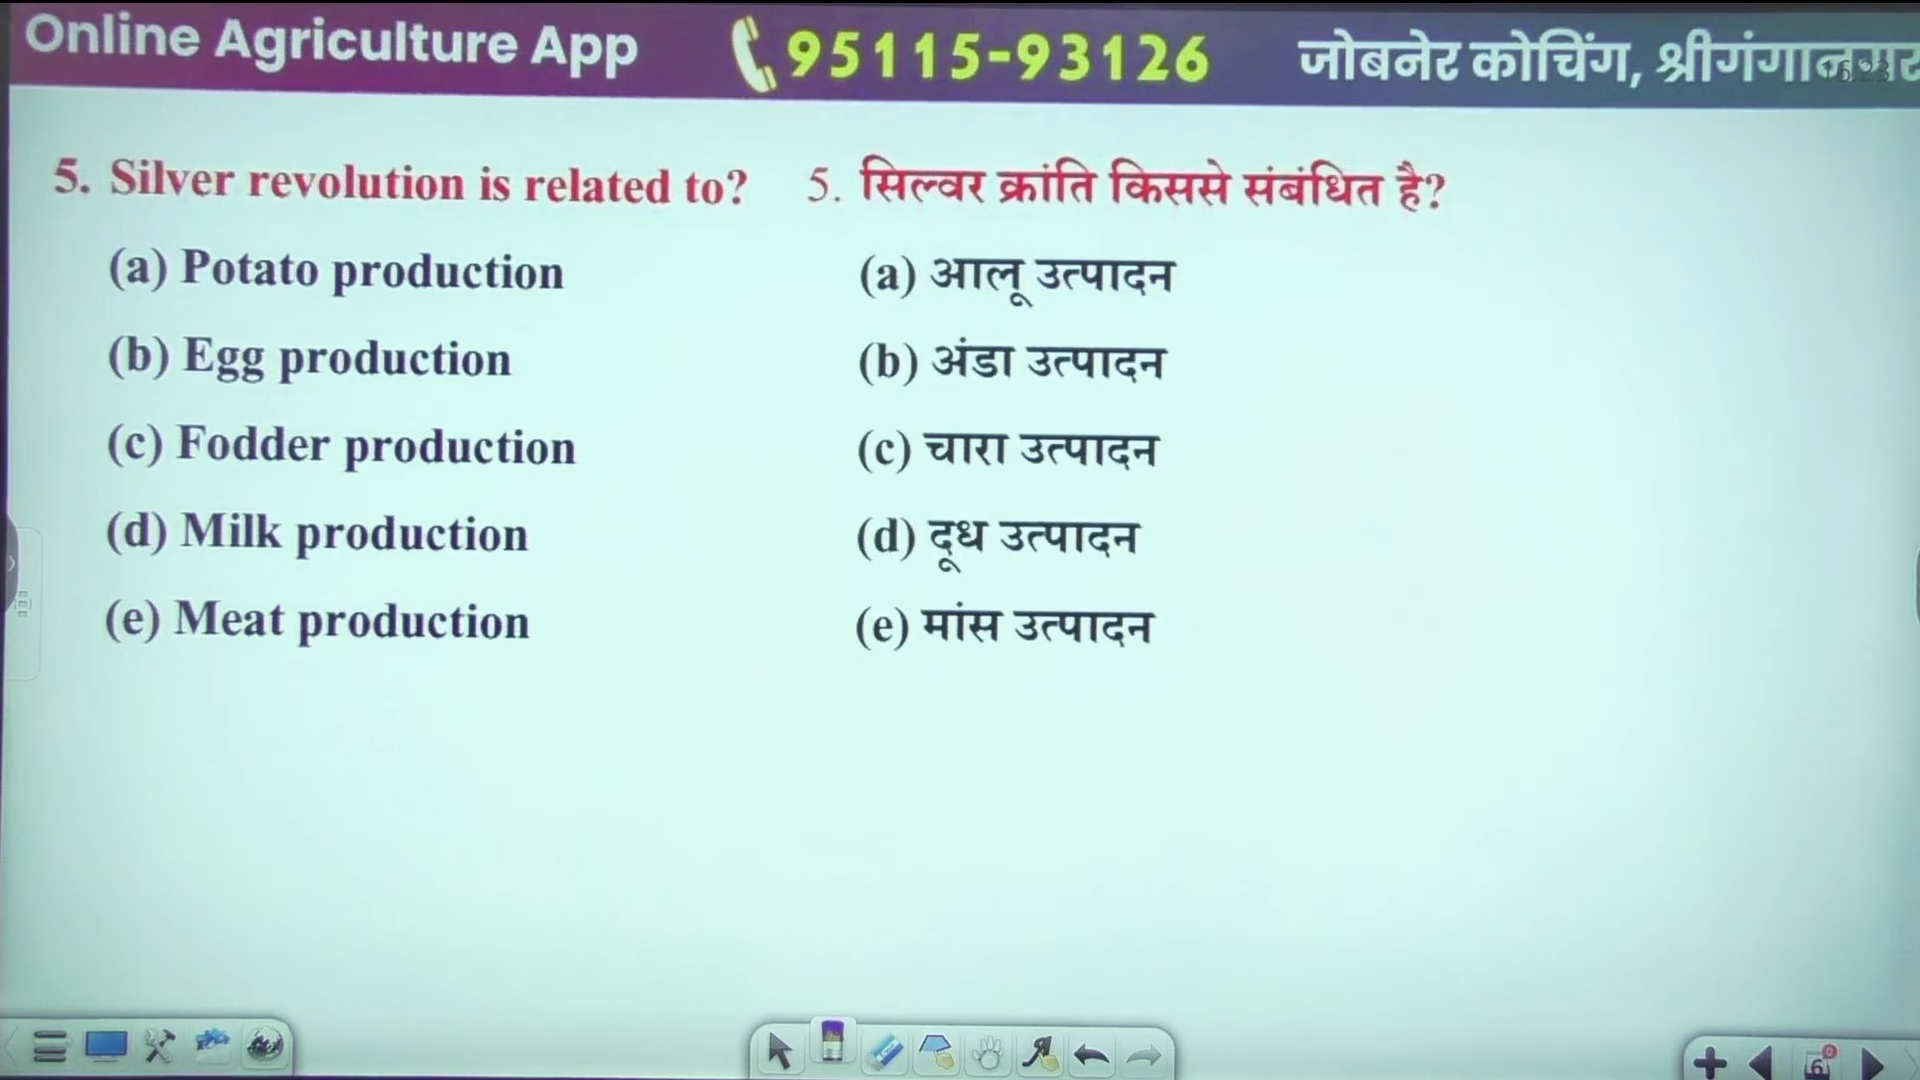 Online Agriculture App 95115-93126 जोबनेर कोचिंग, श्रीगंगानगर
5. Silver revolution is related to?
(a) Potato production
(b) Egg production
(c) Fodder production
(d) Milk production
(e) Meat production
5. सिल्वर क्रांति किससे संबंधित है?
(a) आलू उत्पादन
(b) अंडा उत्पादन
(c) चारा उत्पादन
(d) दूध उत्पादन
(e) मांस उत्पादन
6